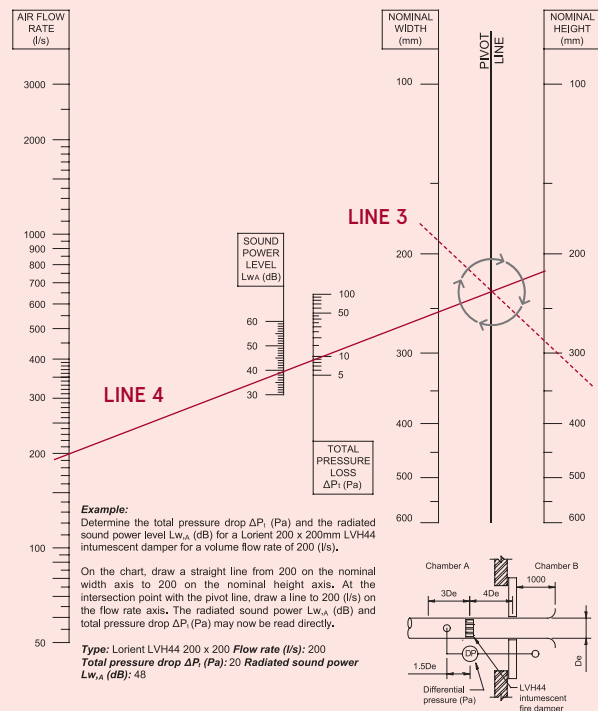 AIR FLOW
RATE
(l/s)
3000
2000
1000
900
800
700
600
500
400
300
200
100
50
LINE 4
SOUND
POWER
LEVEL
LWA (dB)
60
50
40
30
100
50
10
5
TOTAL
PRESSURE
LOSS
ΔPt (Pa)
LINE 3
NOMINAL
WIDTH
(mm)
100
200
300
400
500
600
PIVOT
LINE
NOMINAL
HEIGHT
(mm)
100
200
300
400
500
600
Example:
Determine the total pressure drop ΔPt (Pa) and the radiated
sound power level Lw,A (dB) for a Lorient 200 x 200mm LVH44
intumescent damper for a volume flow rate of 200 (l/s).
On the chart, draw a straight line from 200 on the nominal
width axis to 200 on the nominal height axis. At the
intersection point with the pivot line, draw a line to 200 (l/s) on
the flow rate axis. The radiated sound power Lw,A (dB) and
total pressure drop ΔPt (Pa) may now be read directly.
Type: Lorient LVH44 200 x 200 Flow rate (l/s): 200
Total pressure drop ΔPt (Pa): 20 Radiated sound power
Lw,A (dB): 48
Chamber A
Chamber B
1000
3De
4De
De
DP
1.5De
Differential
pressure (Pa)
LVH44
intumescent
fire damper